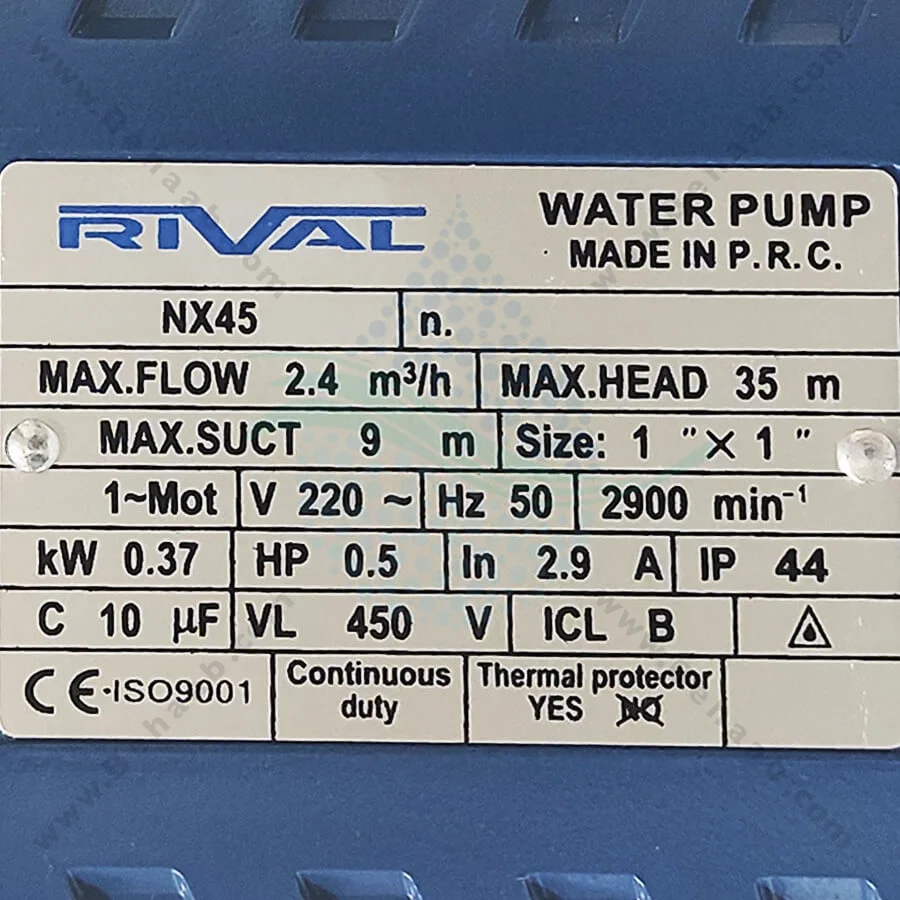 RIVAL
WATER PUMP
MADE IN P.R.C.
NX45 n.
MAX.FLOW 2.4 m³/h MAX.HEAD 35 m
MAX.SUCT 9 m Size: 1 "×1 "
1~Mot V 220 ~ Hz 50 2900 min⁻¹
kW 0.37 HP 0.5 In 2.9 A IP 44
C 10 µF VL 450 V ICL B
CE·ISO9001 Continuous duty Thermal protector
YES NO